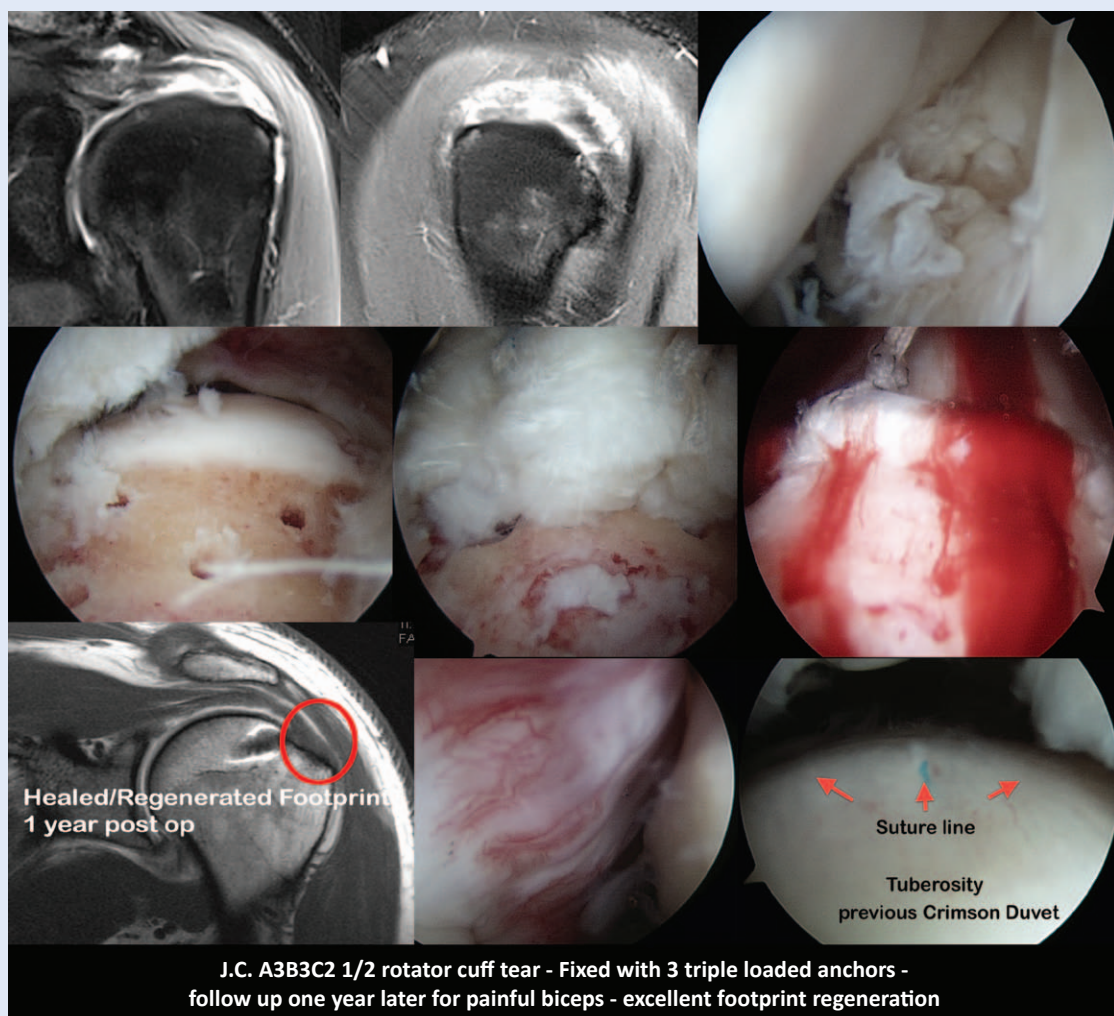 FA
Healed/Regenerated Footprint
1 year post op
Suture line
Tuberosity
previous Crimson Duvet
J.C. A3B3C2 1/2 rotator cuff tear - Fixed with 3 triple loaded anchors -
follow up one year later for painful biceps - excellent footprint regeneration